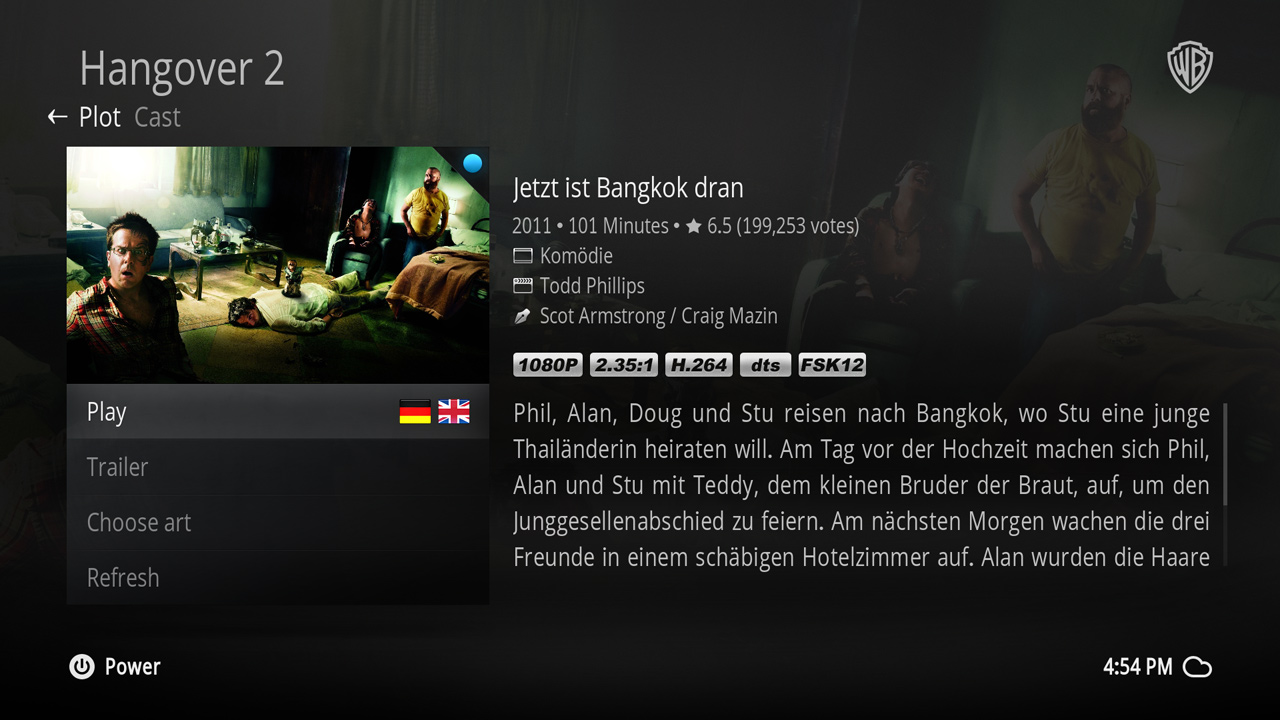 Hangover 2
WB
Plot Cast
Jetzt ist Bangkok dran
2011 • 101 Minutes • ★ 6.5 (199,253 votes)
Komödie
Todd Phillips
Scot Armstrong / Craig Mazin
1080P 2.35:1 H.264 dts FSK12
Play
Trailer
Choose art
Refresh
Phil, Alan, Doug und Stu reisen nach Bangkok, wo Stu eine junge
Thailänderin heiraten will. Am Tag vor der Hochzeit machen sich Phil,
Alan und Stu mit Teddy, dem kleinen Bruder der Braut, auf, um den
Junggesellenabschied zu feiern. Am nächsten Morgen wachen die drei
Freunde in einem schäbigen Hotelzimmer auf. Alan wurden die Haare
Power
4:54 PM